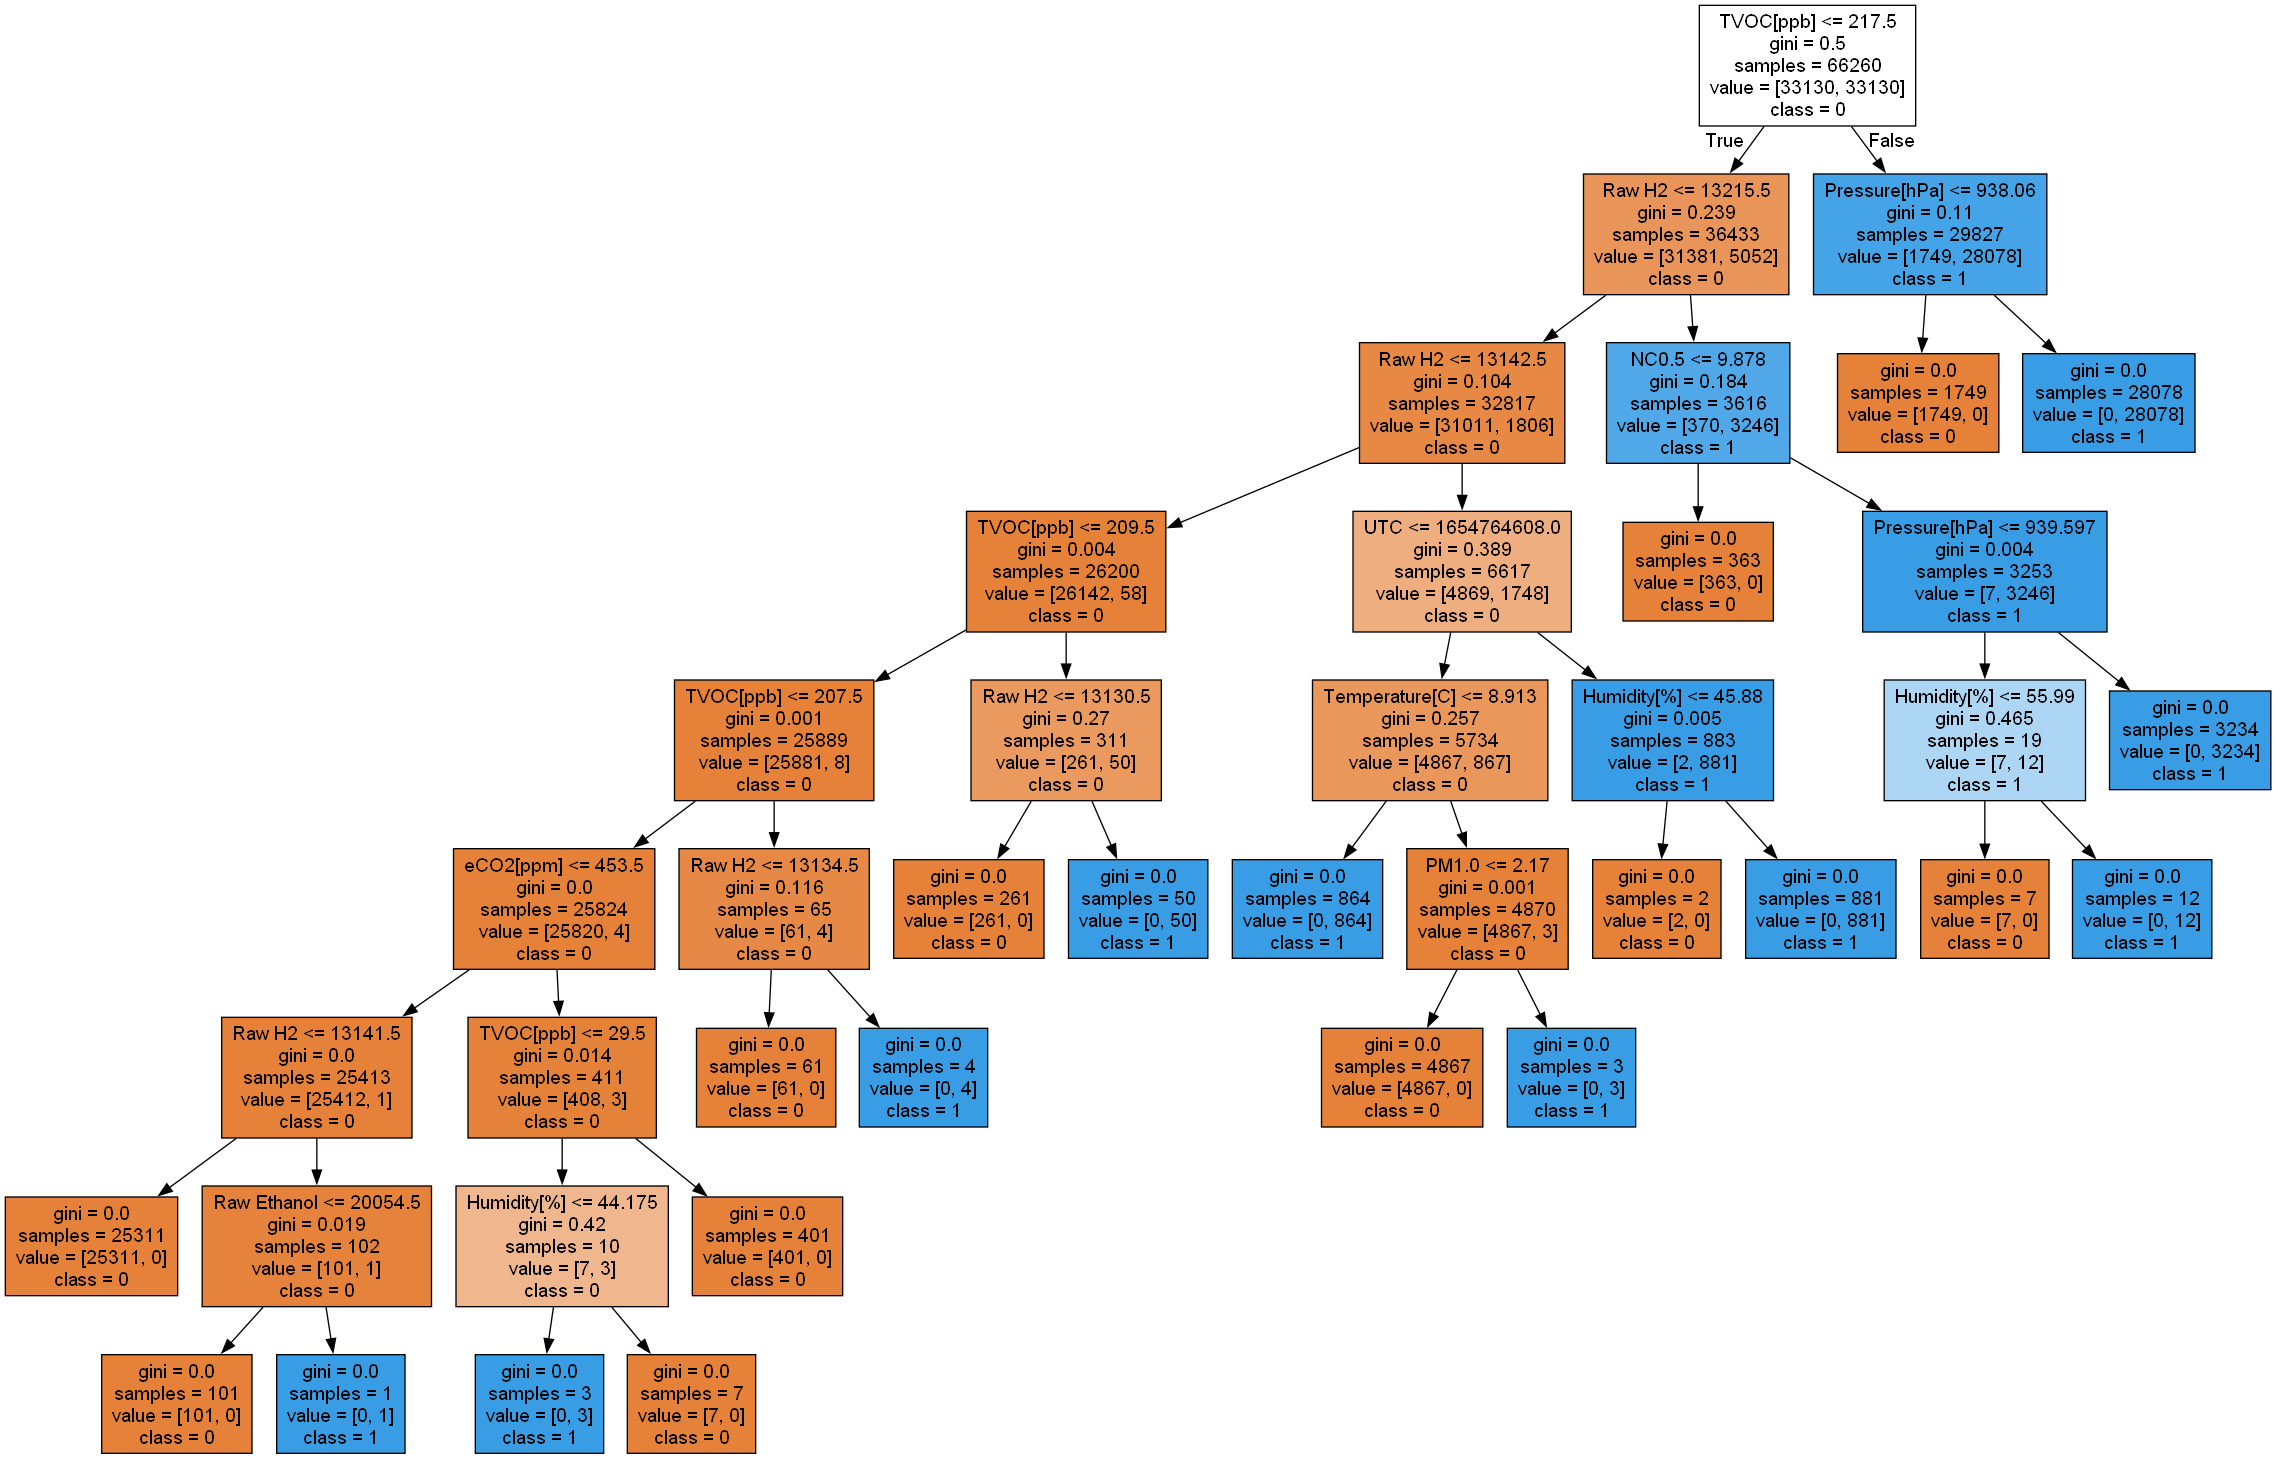 TVOC[ppb] <= 217.5
gini = 0.5
samples = 66260
value = [33130, 33130]
class = 0
True
False
Raw H2 <= 13215.5
gini = 0.239
samples = 36433
value = [31381, 5052]
class = 0
Pressure[hPa] <= 938.06
gini = 0.11
samples = 29827
value = [1749, 28078]
class = 1
Raw H2 <= 13142.5
gini = 0.104
samples = 32817
value = [31011, 1806]
class = 0
NC0.5 <= 9.878
gini = 0.184
samples = 3616
value = [370, 3246]
class = 1
gini = 0.0
samples = 1749
value = [1749, 0]
class = 0
gini = 0.0
samples = 28078
value = [0, 28078]
class = 1
TVOC[ppb] <= 209.5
gini = 0.004
samples = 26200
value = [26142, 58]
class = 0
UTC <= 1654764608.0
gini = 0.389
samples = 6617
value = [4869, 1748]
class = 0
gini = 0.0
samples = 363
value = [363, 0]
class = 0
Pressure[hPa] <= 939.597
gini = 0.004
samples = 3253
value = [7, 3246]
class = 1
TVOC[ppb] <= 207.5
gini = 0.001
samples = 25889
value = [25881, 8]
class = 0
Raw H2 <= 13130.5
gini = 0.27
samples = 311
value = [261, 50]
class = 0
Temperature[C] <= 8.913
gini = 0.257
samples = 5734
value = [4867, 867]
class = 0
Humidity[%] <= 45.88
gini = 0.005
samples = 883
value = [2, 881]
class = 1
Humidity[%] <= 55.99
gini = 0.465
samples = 19
value = [7, 12]
class = 1
gini = 0.0
samples = 3234
value = [0, 3234]
class = 1
eCO2[ppm] <= 453.5
gini = 0.0
samples = 25824
value = [25820, 4]
class = 0
Raw H2 <= 13134.5
gini = 0.116
samples = 65
value = [61, 4]
class = 0
gini = 0.0
samples = 261
value = [261, 0]
class = 0
gini = 0.0
samples = 50
value = [0, 50]
class = 1
gini = 0.0
samples = 864
value = [0, 864]
class = 1
PM1.0 <= 2.17
gini = 0.001
samples = 4870
value = [4867, 3]
class = 0
gini = 0.0
samples = 2
value = [2, 0]
class = 0
gini = 0.0
samples = 881
value = [0, 881]
class = 1
gini = 0.0
samples = 7
value = [7, 0]
class = 0
gini = 0.0
samples = 12
value = [0, 12]
class = 1
Raw H2 <= 13141.5
gini = 0.0
samples = 25413
value = [25412, 1]
class = 0
TVOC[ppb] <= 29.5
gini = 0.014
samples = 411
value = [408, 3]
class = 0
gini = 0.0
samples = 61
value = [61, 0]
class = 0
gini = 0.0
samples = 4
value = [0, 4]
class = 1
gini = 0.0
samples = 4867
value = [4867, 0]
class = 0
gini = 0.0
samples = 3
value = [0, 3]
class = 1
gini = 0.0
samples = 25311
value = [25311, 0]
class = 0
Raw Ethanol <= 20054.5
gini = 0.019
samples = 102
value = [101, 1]
class = 0
Humidity[%] <= 44.175
gini = 0.42
samples = 10
value = [7, 3]
class = 0
gini = 0.0
samples = 401
value = [401, 0]
class = 0
gini = 0.0
samples = 101
value = [101, 0]
class = 0
gini = 0.0
samples = 1
value = [0, 1]
class = 1
gini = 0.0
samples = 3
value = [0, 3]
class = 1
gini = 0.0
samples = 7
value = [7, 0]
class = 0